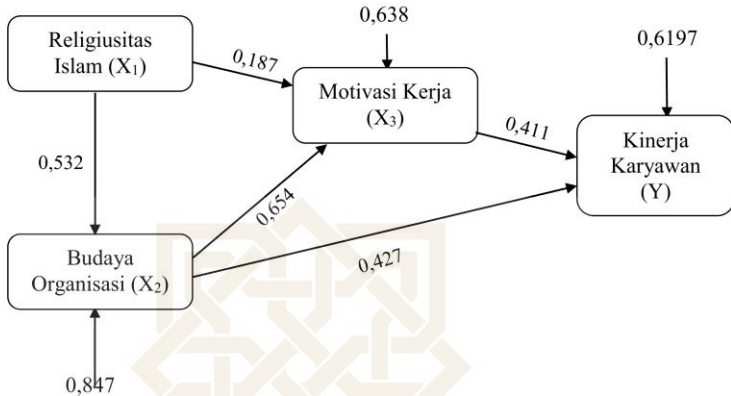 0,638
0,6197
Religiusitas
Islam (X₁)
0,187
Motivasi Kerja
(X₃)
0,411
Kinerja
Karyawan
(Y)
0,532
0,654
0,427
Budaya
Organisasi (X₂)
0,847